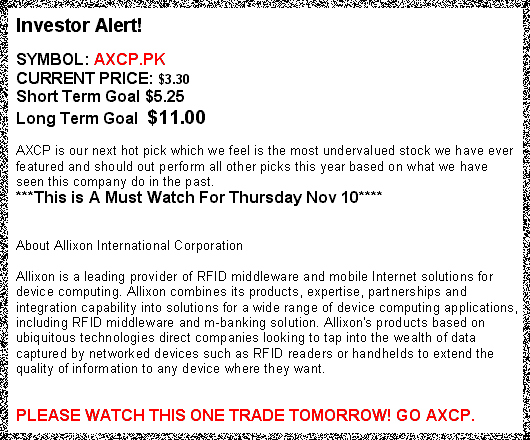 Investor Alert!
SYMBOL: AXCP.PK
CURRENT PRICE: $3.30
Short Term Goal $5.25
Long Term Goal $11.00
AXCP is our next hot pick which we feel is the most undervalued stock we have ever
featured and should out perform all other picks this year based on what we have
seen this company do in the past.
***This is A Must Watch For Thursday Nov 10****
About Allixon International Corporation
Allixon is a leading provider of RFID middleware and mobile Internet solutions for
device computing. Allixon combines its products, expertise, partnerships and
integration capability into solutions for a wide range of device computing applications,
including RFID middleware and m-banking solution. Allixon's products based on
ubiquitous technologies direct companies looking to tap into the wealth of data
captured by networked devices such as RFID readers or handhelds to extend the
quality of information to any device where they want.
PLEASE WATCH THIS ONE TRADE TOMORROW! GO AXCP.